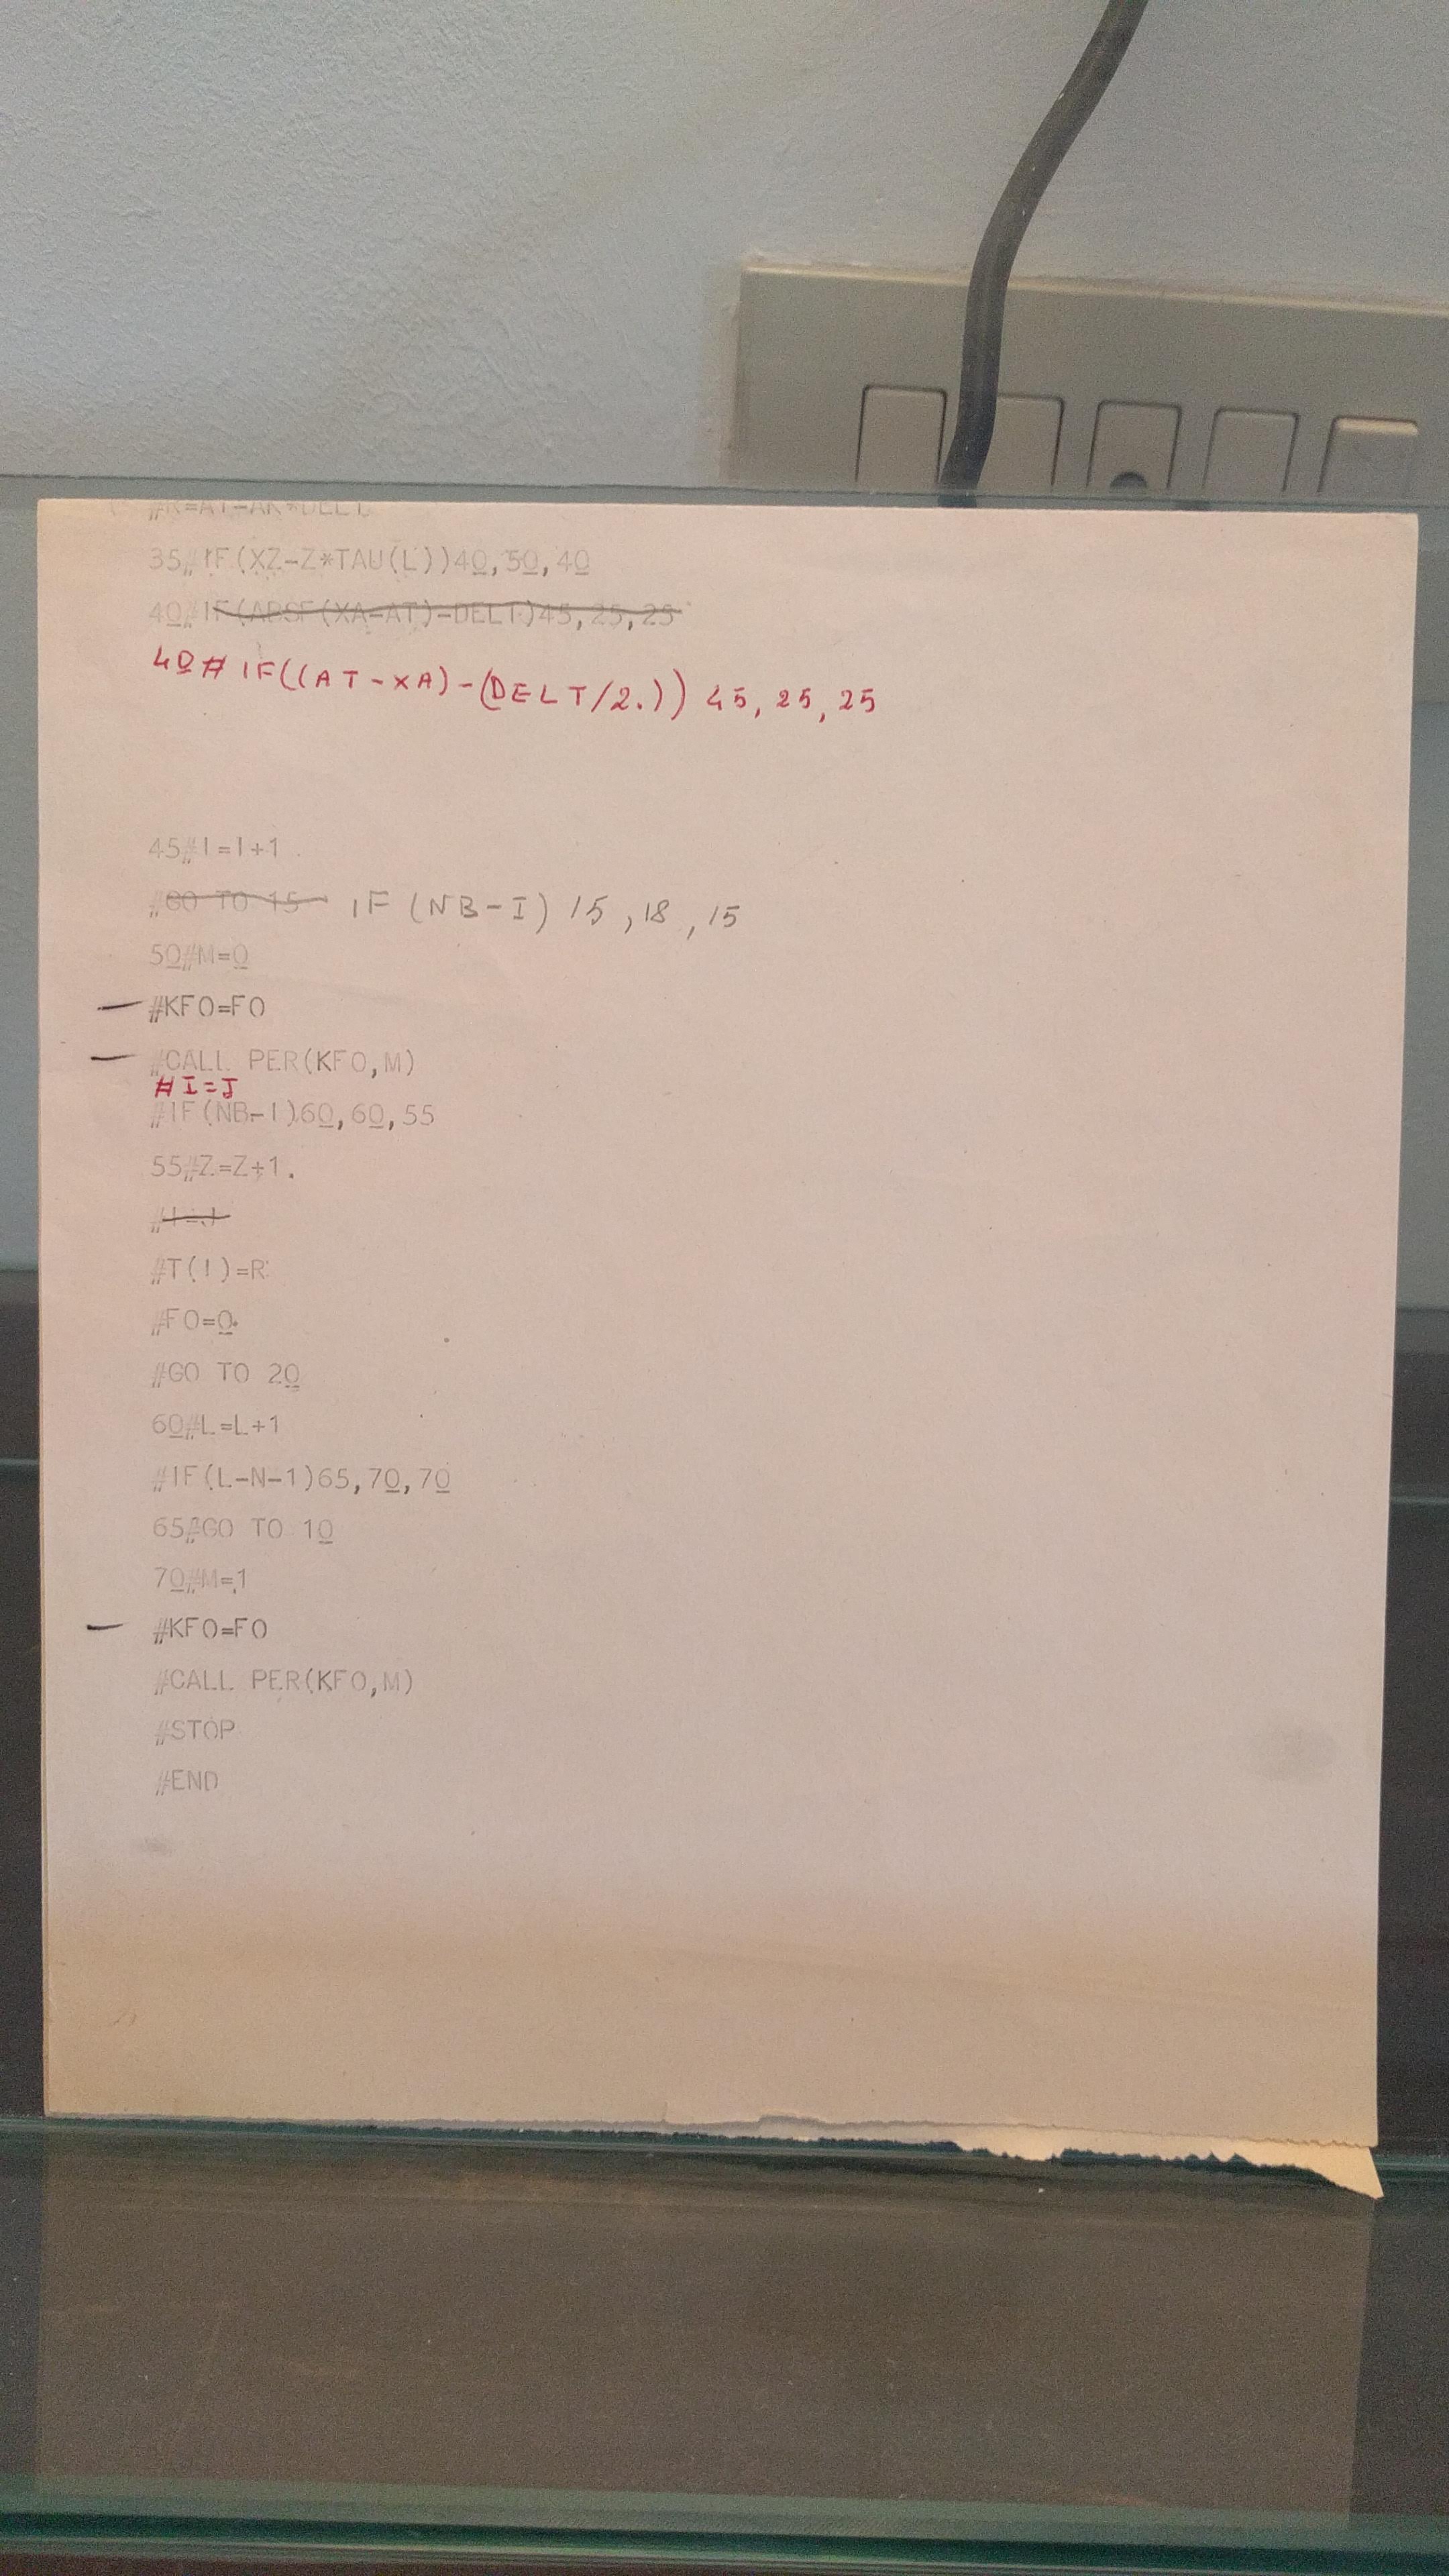 #R=AT-AK*DELT
35#IF(XZ-Z*TAU(L))40,50,40
40#IF(ABSF(XA-AT)-DELT)45,25,25
40# IF((AT-XA)-(DELT/2.)) 45, 25, 25
45#I=I+1
#GO TO 15 IF (NB-I) 15, 18, 15
50#M=0
#KFO=FO
#CALL PER(KFO,M)
#I=J
#IF(NB-I)60,60,55
55#Z=Z+1.
#I=J
#T(I)=R
#FO=0.
#GO TO 20
60#L=L+1
#IF(L-N-1)65,70,70
65#GO TO 10
70#M=1
#KFO=FO
#CALL PER(KFO,M)
#STOP
#END